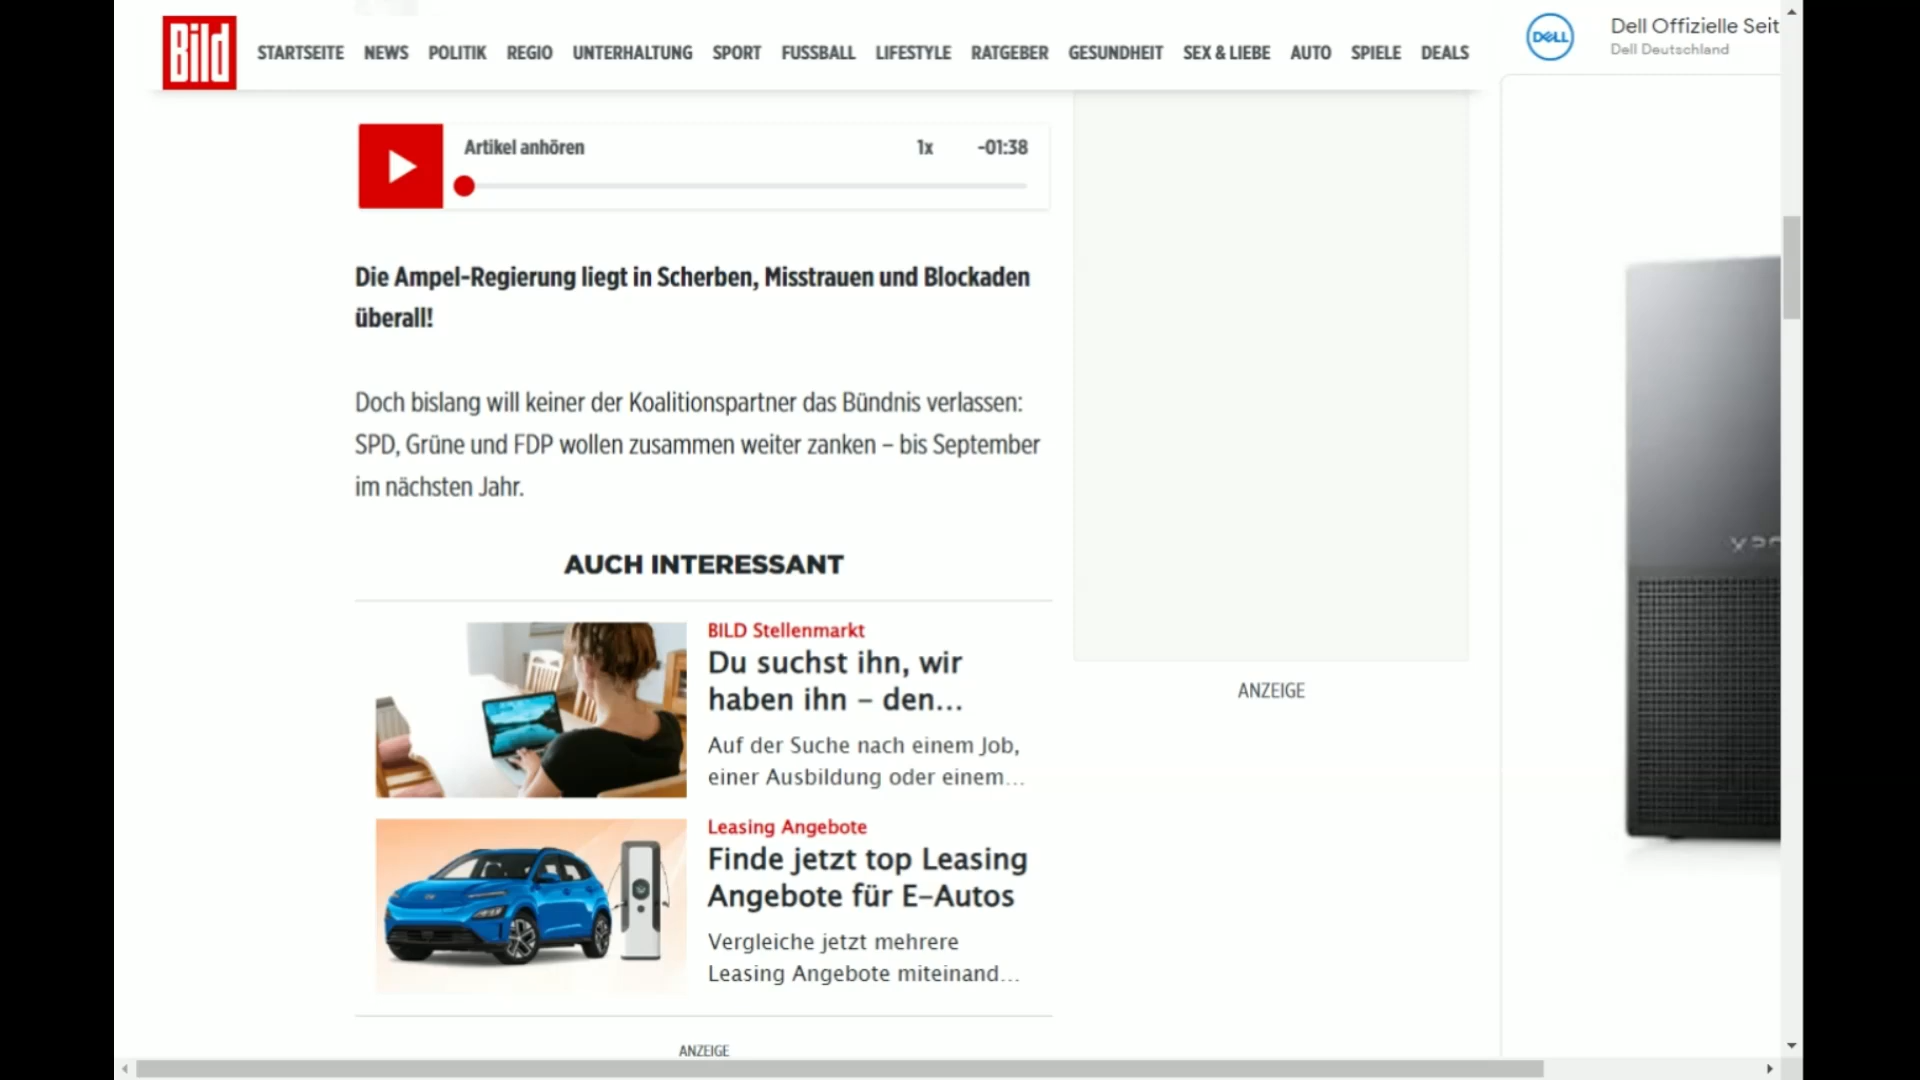 Bild
STARTSEITE NEWS POLITIK REGIO UNTERHALTUNG SPORT FUSSBALL LIFESTYLE RATGEBER GESUNDHEIT SEX & LIEBE AUTO SPIELE DEALS
DELL
Dell Offizielle Seit
Dell Deutschland
Artikel anhören 1x -01:38
Die Ampel-Regierung liegt in Scherben, Misstrauen und Blockaden
überall!
Doch bislang will keiner der Koalitionspartner das Bündnis verlassen:
SPD, Grüne und FDP wollen zusammen weiter zanken – bis September
im nächsten Jahr.
AUCH INTERESSANT
BILD Stellenmarkt
Du suchst ihn, wir
haben ihn – den...
Auf der Suche nach einem Job,
einer Ausbildung oder einem...
Leasing Angebote
Finde jetzt top Leasing
Angebote für E-Autos
Vergleiche jetzt mehrere
Leasing Angebote miteinand...
ANZEIGE
ANZEIGE